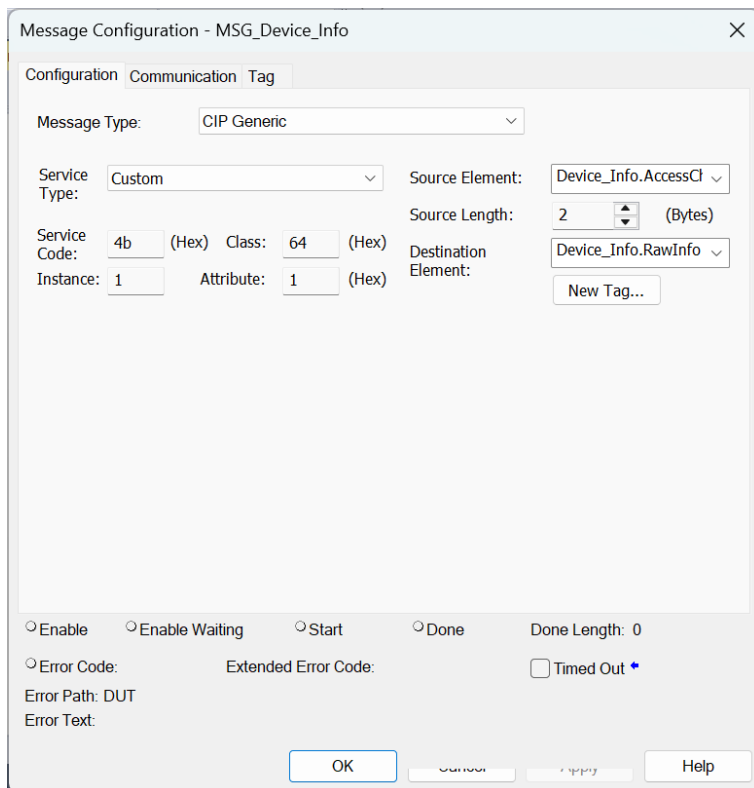 Message Configuration - MSG_Device_Info
Configuration Communication Tag
Message Type: CIP Generic
Service Type: Custom
Source Element: Device_Info.AccessCh
Source Length: 2 (Bytes)
Service Code: 4b (Hex) Class: 64 (Hex)
Destination Element: Device_Info.RawInfo
Instance: 1 Attribute: 1 (Hex)
New Tag...
Enable Enable Waiting Start Done Done Length: 0
Error Code: Extended Error Code: Timed Out
Error Path: DUT
Error Text:
OK Help